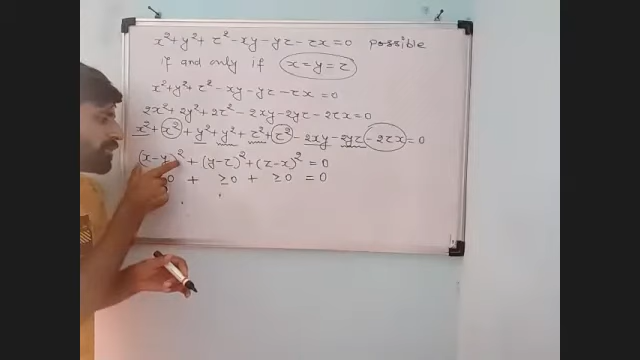 x²+y²+z²-xy-yz-zx=0 possible
if and only if x=y=z
x²+y²+z²-xy-yz-zx=0
2x²+2y²+2z²-2xy-2yz-2zx=0
x²+x²+y²+y²+z²+z²-2xy-2yz-2zx=0
(x-y)²+(y-z)²+(z-x)²=0
0 + ≥0 + ≥0 =0